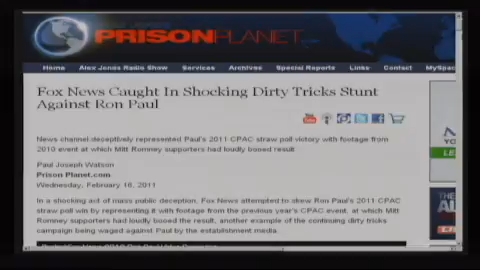 PRISONPLANET.com
Home Alex Jones Radio Show Services Archives Special Reports Links Contact MySpac
Fox News Caught In Shocking Dirty Tricks Stunt
Against Ron Paul
News channel deceptively represented Paul's 2011 CPAC straw poll victory with footage from
2010 event at which Mitt Romney supporters had loudly booed result
Paul Joseph Watson
Prison Planet.com
Wednesday, February 16, 2011
In a shocking act of mass public deception, Fox News attempted to skew Ron Paul's 2011 CPAC
straw poll win by representing it with footage from the previous year's CPAC event, at which Mitt
Romney supporters had loudly booed the result, another example of the continuing dirty tricks
campaign being waged against Paul by the establishment media.